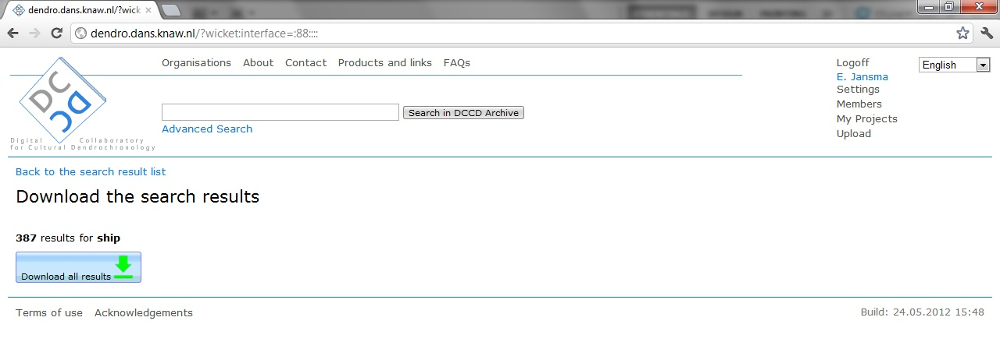 dendro.dans.knaw.nl/?wick
dendro.dans.knaw.nl/?wicket:interface=:88::::
Organisations About Contact Products and links FAQs
Logoff
English
E. Jansma
Settings
Members
My Projects
Upload
DC
CD
Digital Collaboratory
for Cultural Dendrochronology
Search in DCCD Archive
Advanced Search
Back to the search result list
Download the search results
387 results for ship
Download all results
Terms of use Acknowledgements
Build: 24.05.2012 15:48